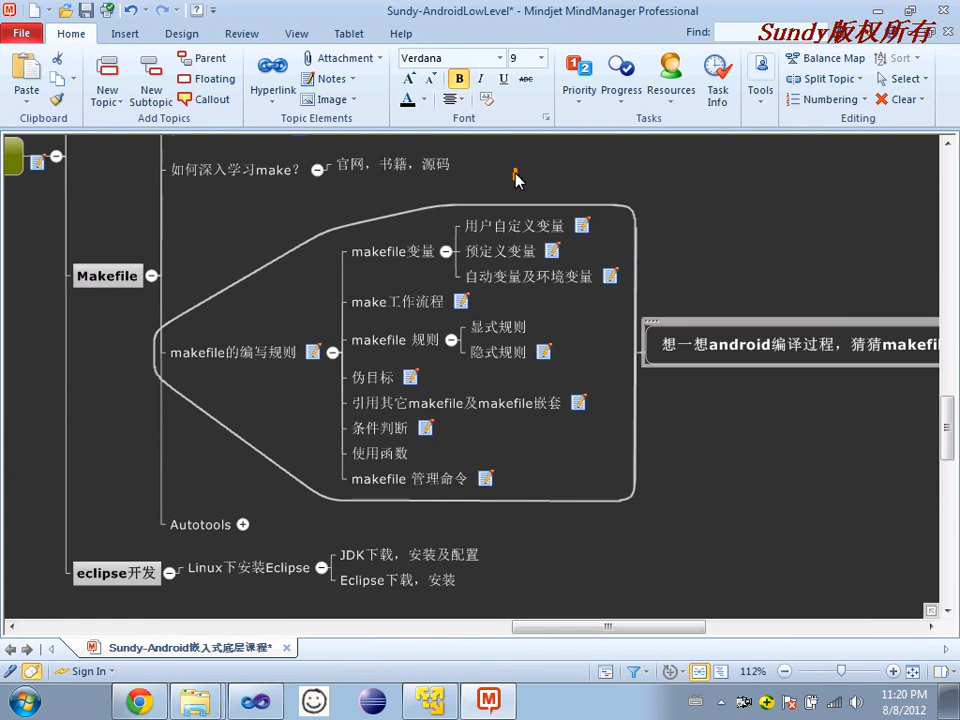 Sundy-AndroidLowLevel* - Mindjet MindManager Professional
Sundy版权所有
File
Home
Insert
Design
Review
View
Tablet
Help
Find:
Paste
Clipboard
New Topic
New Subtopic
Parent
Floating
Callout
Add Topics
Hyperlink
Attachment
Notes
Image
Topic Elements
Verdana
9
B I U ABC
A
Font
Priority
Progress
Resources
Task Info
Tasks
Tools
Balance Map
Sort
Split Topic
Select
Numbering
Clear
Editing
如何深入学习make?
官网，书籍，源码
Makefile
makefile的编写规则
makefile变量
用户自定义变量
预定义变量
自动变量及环境变量
make工作流程
makefile 规则
显式规则
隐式规则
伪目标
引用其它makefile及makefile嵌套
条件判断
使用函数
makefile 管理命令
想一想android编译过程，猜猜makefil
Autotools
eclipse开发
Linux下安装Eclipse
JDK下载，安装及配置
Eclipse下载，安装
Sundy-Android嵌入式底层课程*
Sign In
112%
11:20 PM
8/8/2012